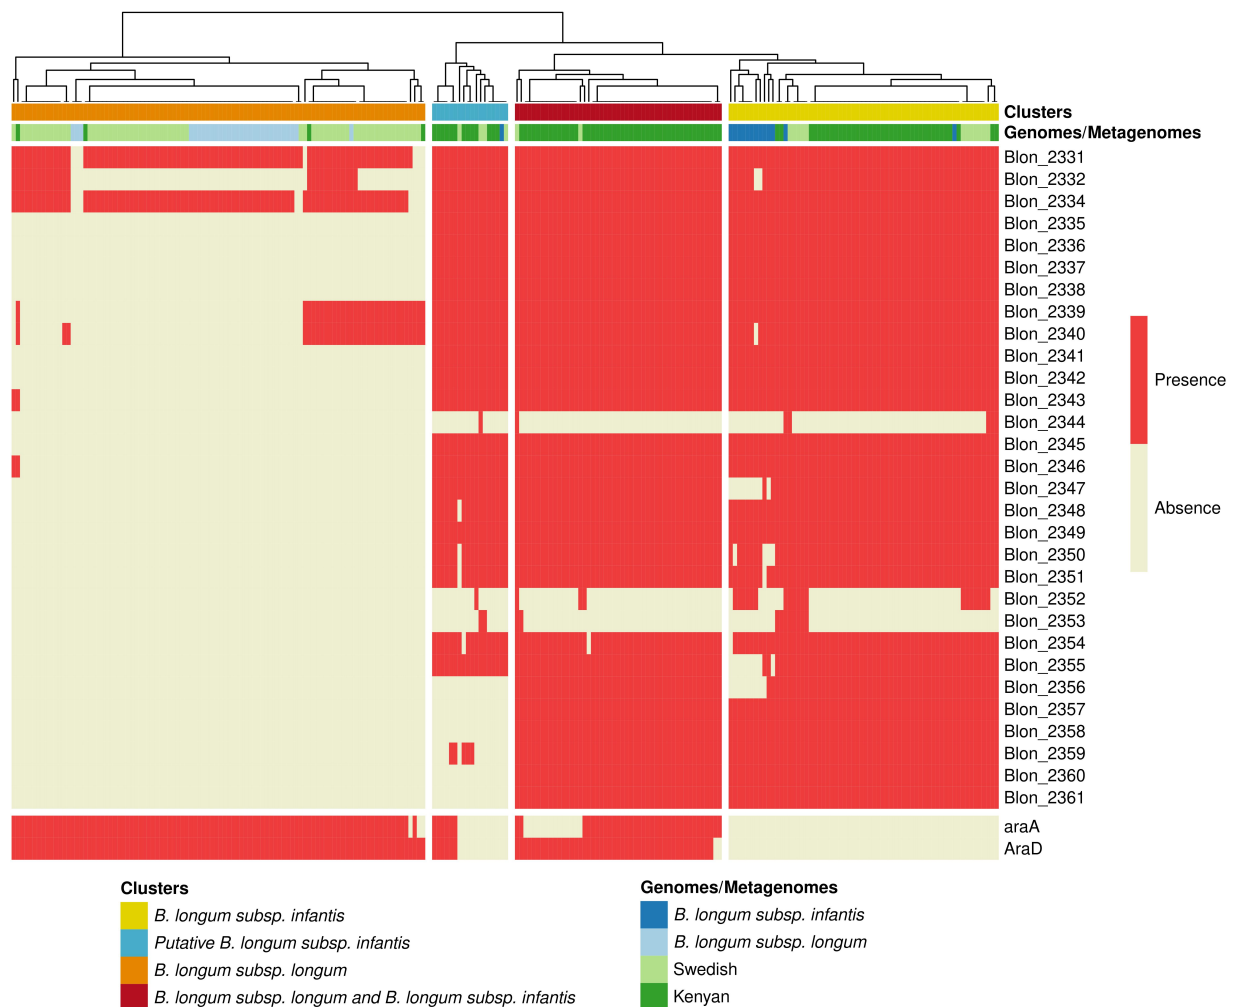 Clusters
Genomes/Metagenomes
Blon_2331
Blon_2332
Blon_2334
Blon_2335
Blon_2336
Blon_2337
Blon_2338
Blon_2339
Blon_2340
Blon_2341
Blon_2342
Blon_2343
Blon_2344
Blon_2345
Blon_2346
Blon_2347
Blon_2348
Blon_2349
Blon_2350
Blon_2351
Blon_2352
Blon_2353
Blon_2354
Blon_2355
Blon_2356
Blon_2357
Blon_2358
Blon_2359
Blon_2360
Blon_2361
araA
AraD
Presence
Absence
Clusters
B. longum subsp. infantis
Putative B. longum subsp. infantis
B. longum subsp. longum
B. longum subsp. longum and B. longum subsp. infantis
Genomes/Metagenomes
B. longum subsp. infantis
B. longum subsp. longum
Swedish
Kenyan